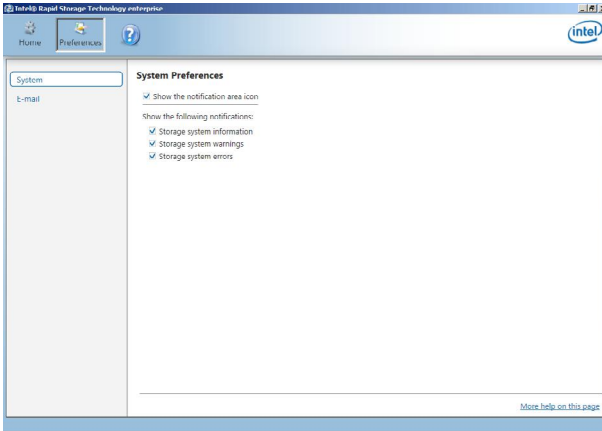 Intel® Rapid Storage Technology enterprise
Home
Preferences
?
intel
System
E-mail
System Preferences
Show the notification area icon
Show the following notifications:
Storage system information
Storage system warnings
Storage system errors
More help on this page